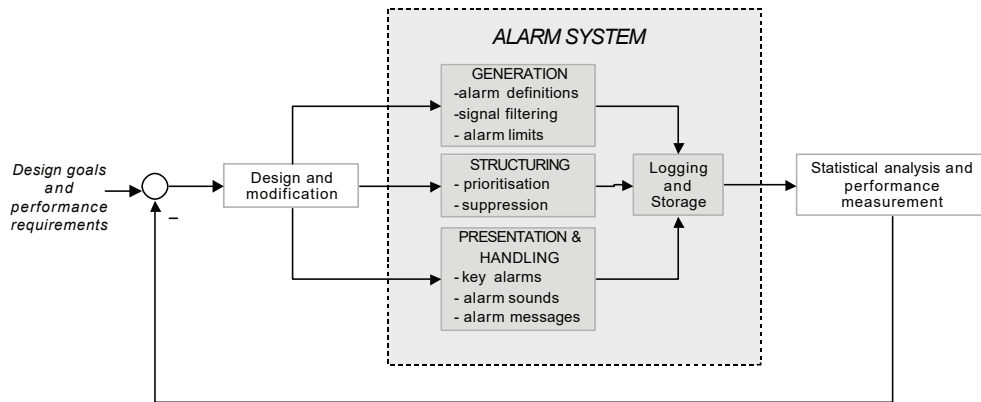 ALARM SYSTEM
GENERATION
-alarm definitions
-signal filtering
- alarm limits
Design goals
and
performance
requirements
–
Design and
modification
STRUCTURING
- prioritisation
- suppression
Logging
and
Storage
Statistical analysis and
performance
measurement
PRESENTATION &
HANDLING
- key alarms
- alarm sounds
- alarm messages